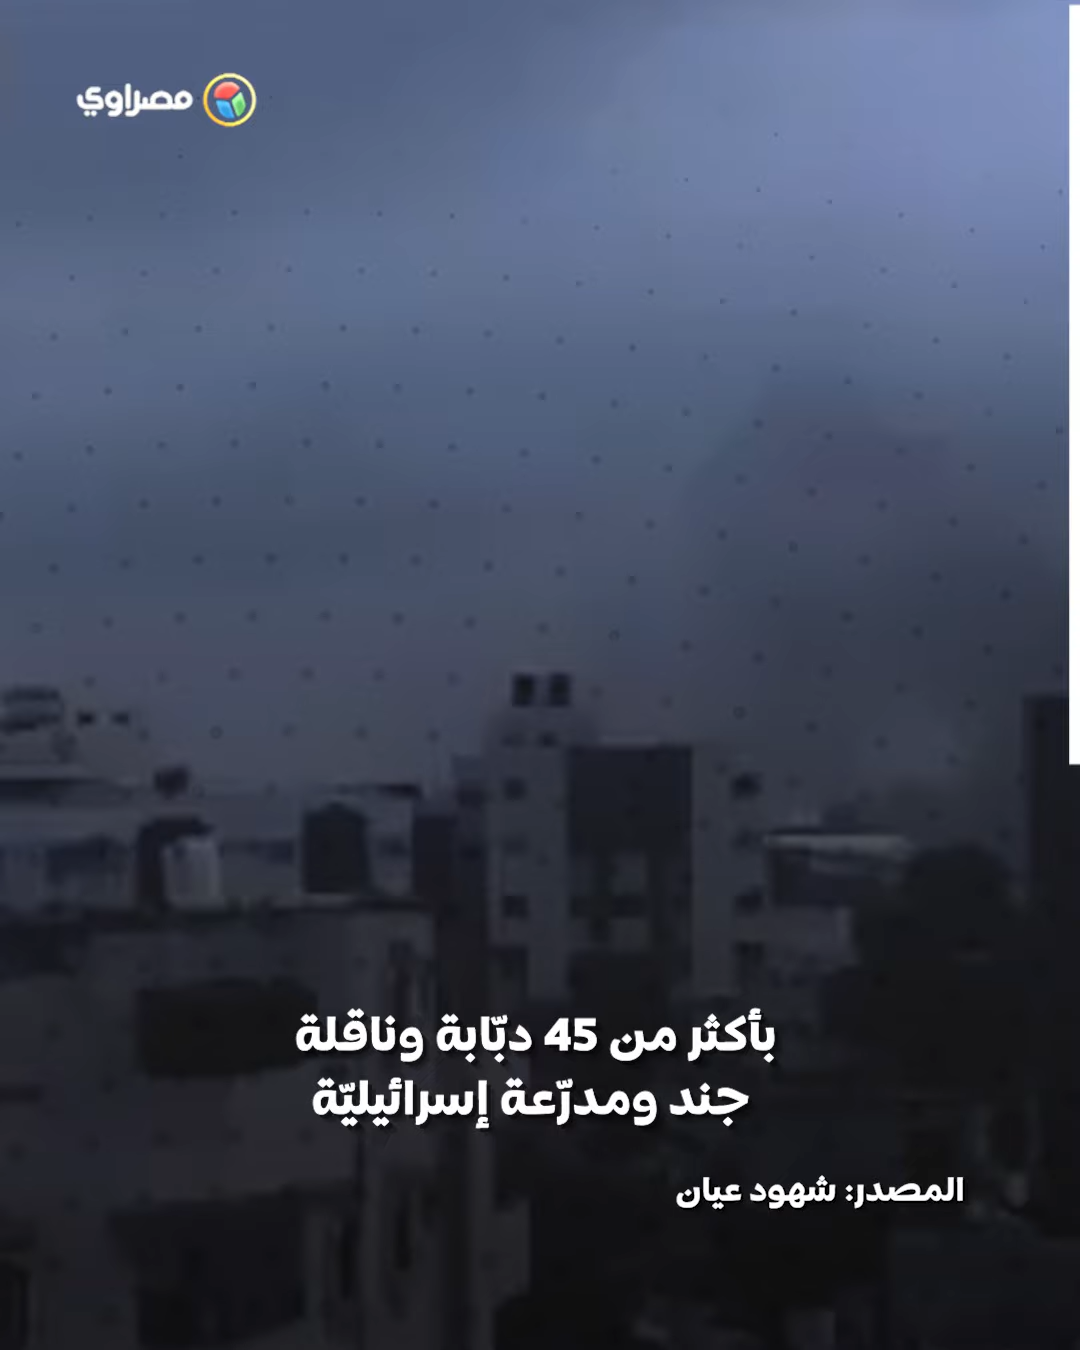 مصراوي
بأكثر من 45 دبّابة وناقلة
جند ومدرّعة إسرائيليّة
المصدر: شهود عيان